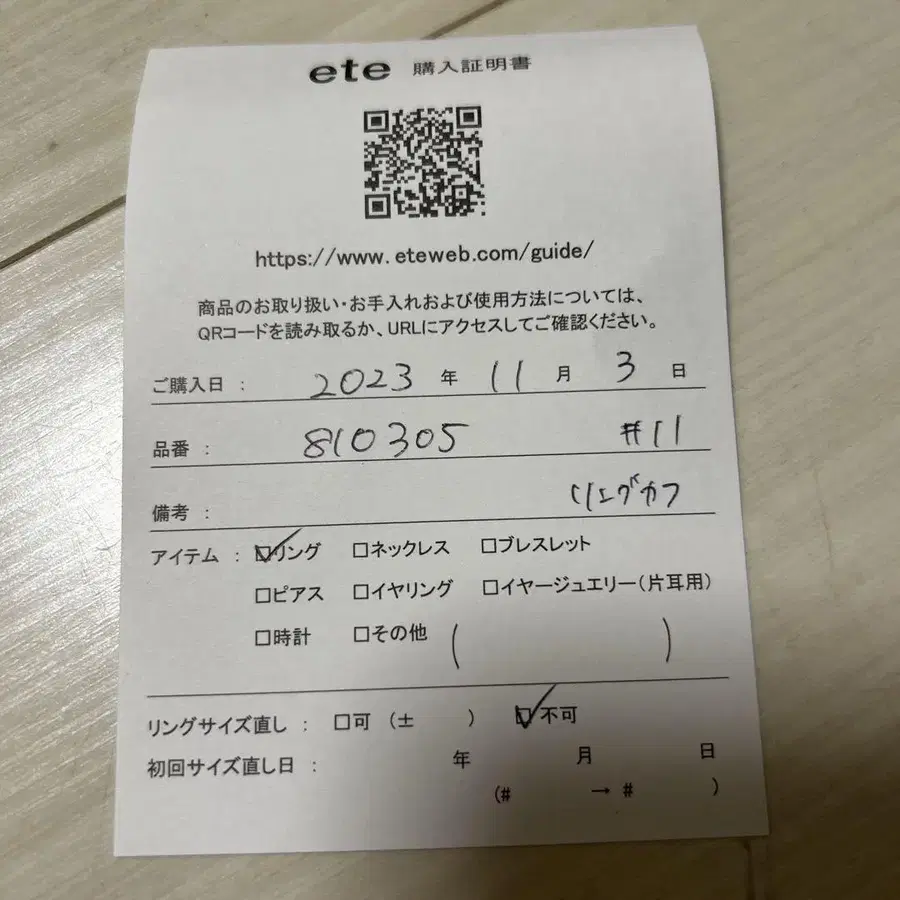 ete 購入証明書
https://www.eteweb.com/guide/
商品のお取り扱い・お手入れおよび使用方法については、
QRコードを読み取るか、URLにアクセスしてご確認ください。
ご購入日 : 2023 年 11 月 3 日
品番 : 810305 #11
備考 : リングカフ
アイテム : ☑リング □ネックレス □ブレスレット
□ピアス □イヤリング □イヤージュエリー(片耳用)
□時計 □その他 ( )
リングサイズ直し : □可 (± ) ☑不可
初回サイズ直し日 : 年 月 日
(# → # )